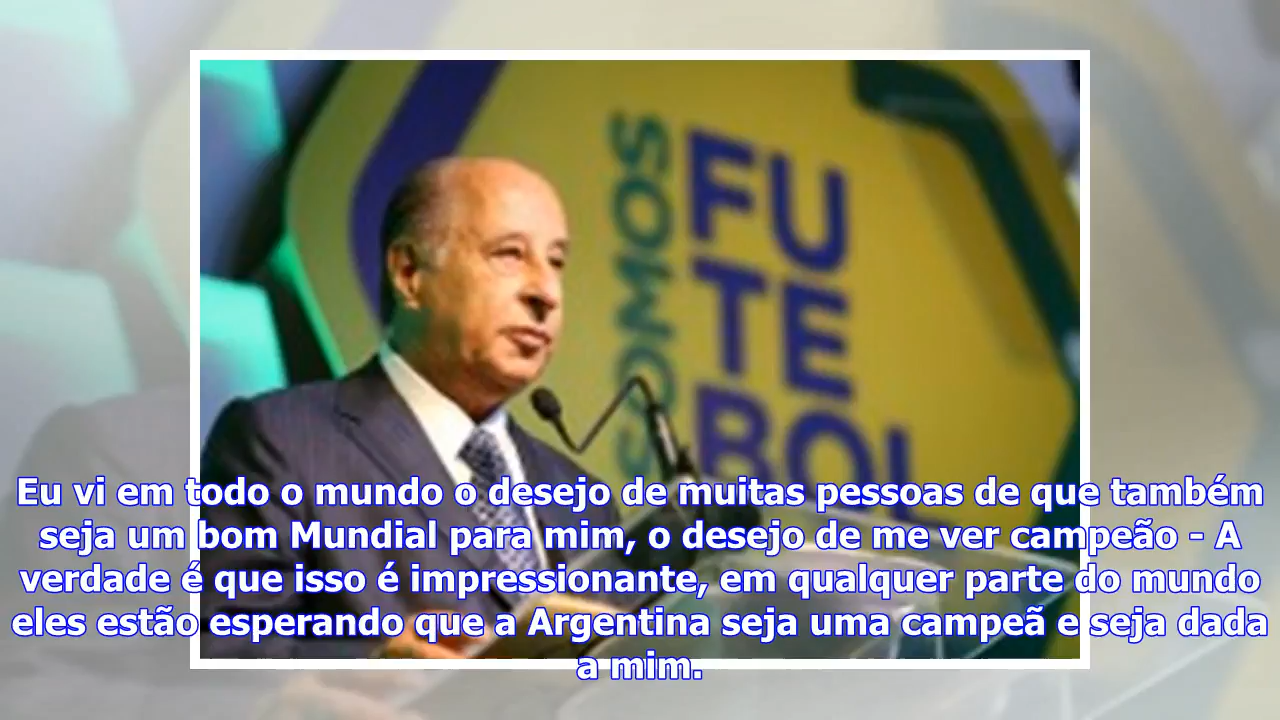 SOMOS
FU
TE
BOL
Eu vi em todo o mundo o desejo de muitas pessoas de que também
seja um bom Mundial para mim, o desejo de me ver campeão - A
verdade é que isso é impressionante, em qualquer parte do mundo
eles estão esperando que a Argentina seja uma campeã e seja dada
a mim.